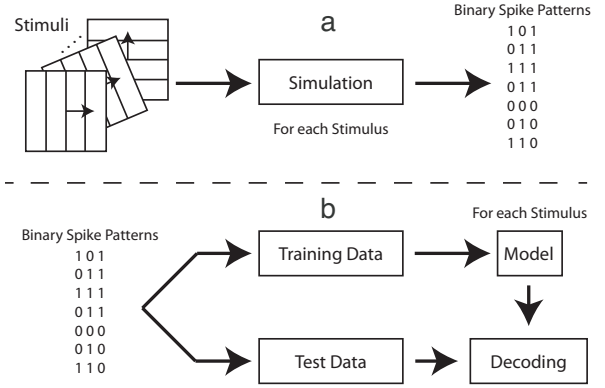 a
Stimuli
Simulation
For each Stimulus
Binary Spike Patterns
1 0 1
0 1 1
1 1 1
0 1 1
0 0 0
0 1 0
1 1 0
b
Binary Spike Patterns
1 0 1
0 1 1
1 1 1
0 1 1
0 0 0
0 1 0
1 1 0
Training Data
For each Stimulus
Model
Test Data
Decoding